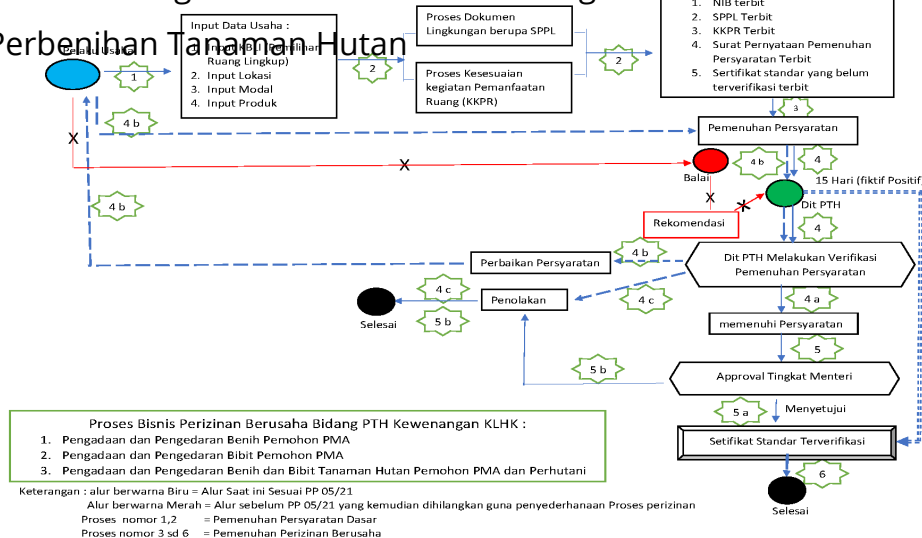 Perbenihan Tanaman Hutan
Pelaku Usaha
1
Input Data Usaha :
1. Input KBLI (Pemilihan
Ruang Lingkup)
2. Input Lokasi
3. Input Modal
4. Input Produk
2
Proses Dokumen
Lingkungan berupa SPPL
Proses Kesesuaian
kegiatan Pemanfaatan
Ruang (KKPR)
2
1. NIB terbit
2. SPPL Terbit
3. KKPR Terbit
4. Surat Pernyataan Pemenuhan
Persyaratan Terbit
5. Sertifikat standar yang belum
terverifikasi terbit
3
4 b
Pemenuhan Persyaratan
X
X
Balai
4 b
4
15 Hari (fiktif Positif
X
X
Dit PTH
4 b
Rekomendasi
4
Perbaikan Persyaratan
4 b
Dit PTH Melakukan Verifikasi
Pemenuhan Persyaratan
Selesai
4 c
5 b
Penolakan
4 c
4 a
memenuhi Persyaratan
5
5 b
Approval Tingkat Menteri
5 a
Menyetujui
Setifikat Standar Terverifikasi
6
Selesai
Proses Bisnis Perizinan Berusaha Bidang PTH Kewenangan KLHK :
1. Pengadaan dan Pengedaran Benih Pemohon PMA
2. Pengadaan dan Pengedaran Bibit Pemohon PMA
3. Pengadaan dan Pengedaran Benih dan Bibit Tanaman Hutan Pemohon PMA dan Perhutani
Keterangan : alur berwarna Biru = Alur Saat ini Sesuai PP 05/21
Alur berwarna Merah = Alur sebelum PP 05/21 yang kemudian dihilangkan guna penyederhanaan Proses perizinan
Proses nomor 1,2 = Pemenuhan Persyaratan Dasar
Proses nomor 3 sd 6 = Pemenuhan Perizinan Berusaha